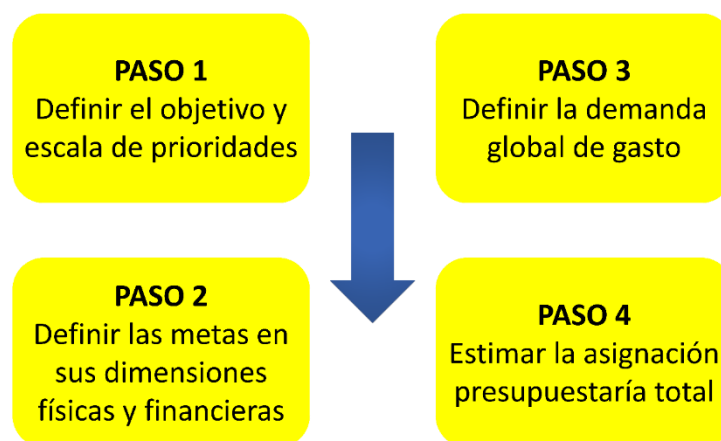 PASO 1
Definir el objetivo y
escala de prioridades
PASO 2
Definir las metas en
sus dimensiones
físicas y financieras
PASO 3
Definir la demanda
global de gasto
PASO 4
Estimar la asignación
presupuestaría total